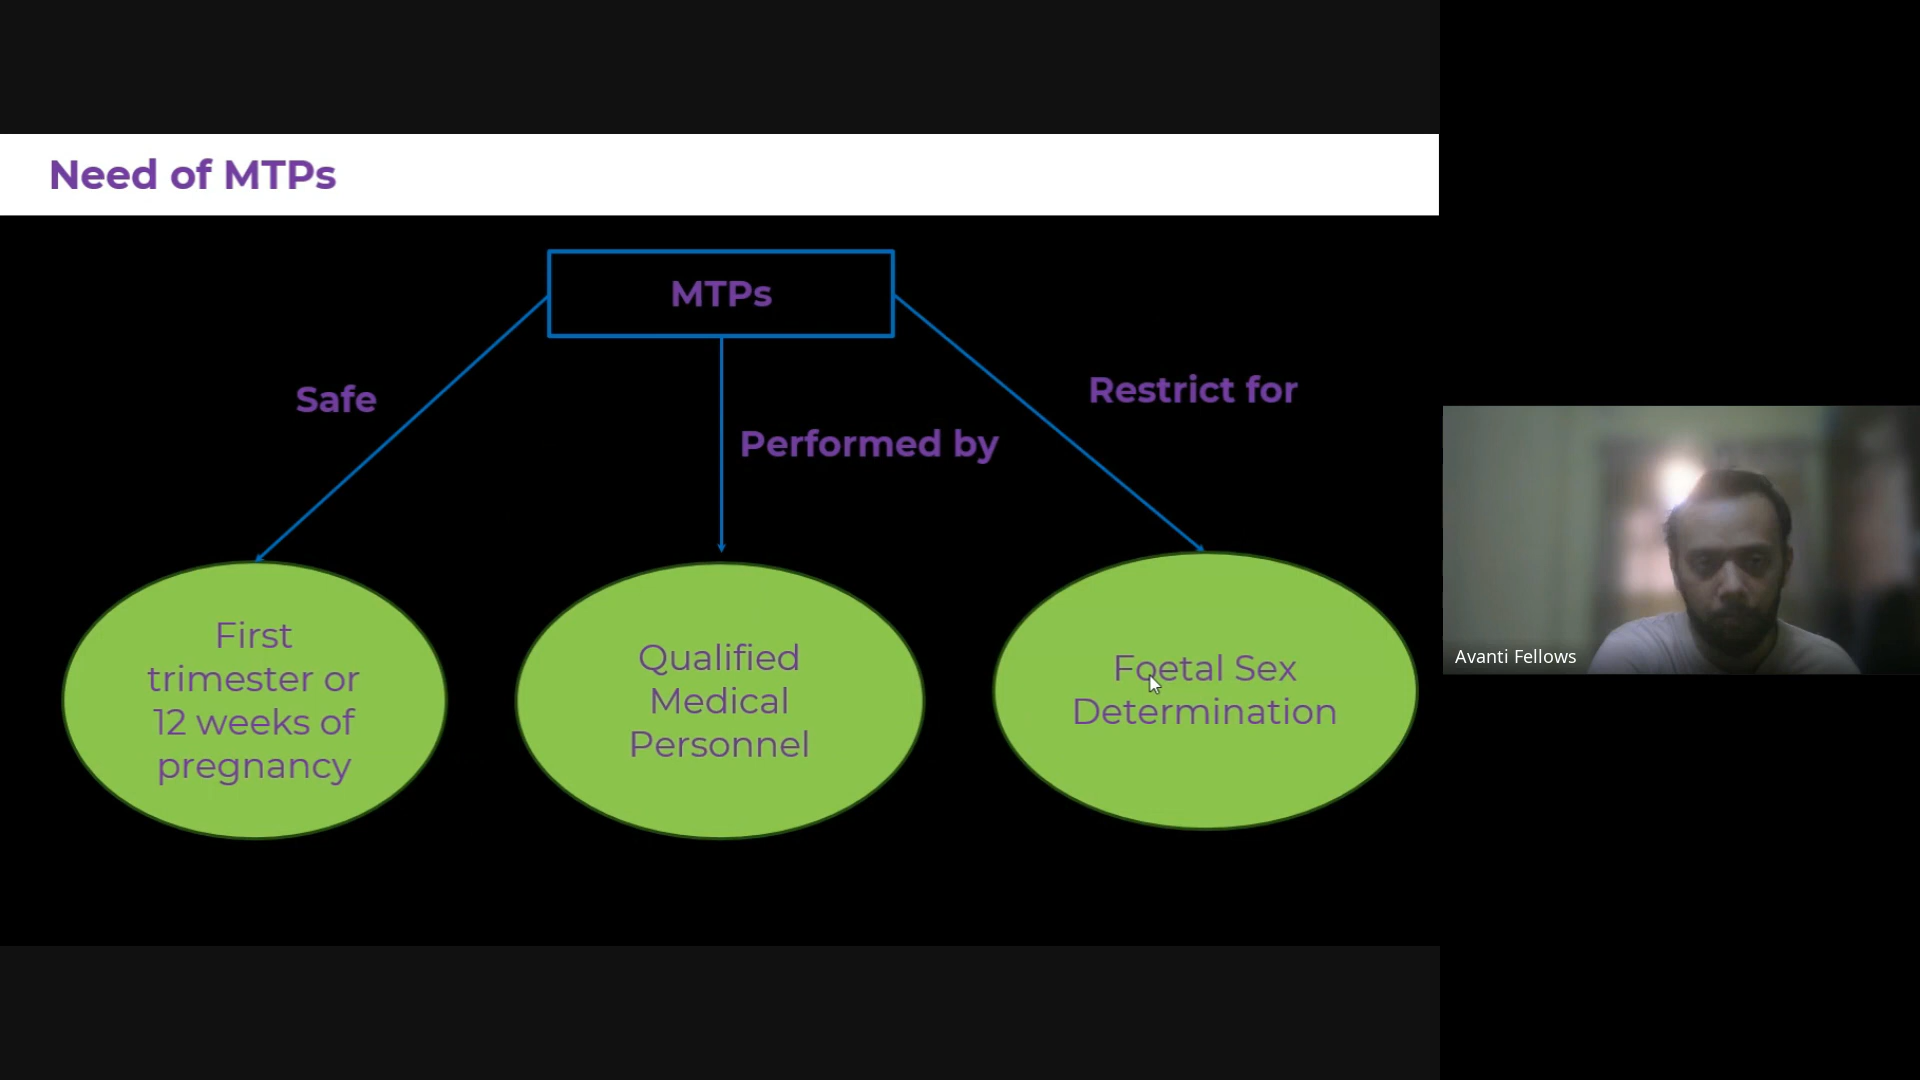 Need of MTPs
MTPs
Safe
Performed by
Restrict for
First
trimester or
12 weeks of
pregnancy
Qualified
Medical
Personnel
Foetal Sex
Determination
Avanti Fellows